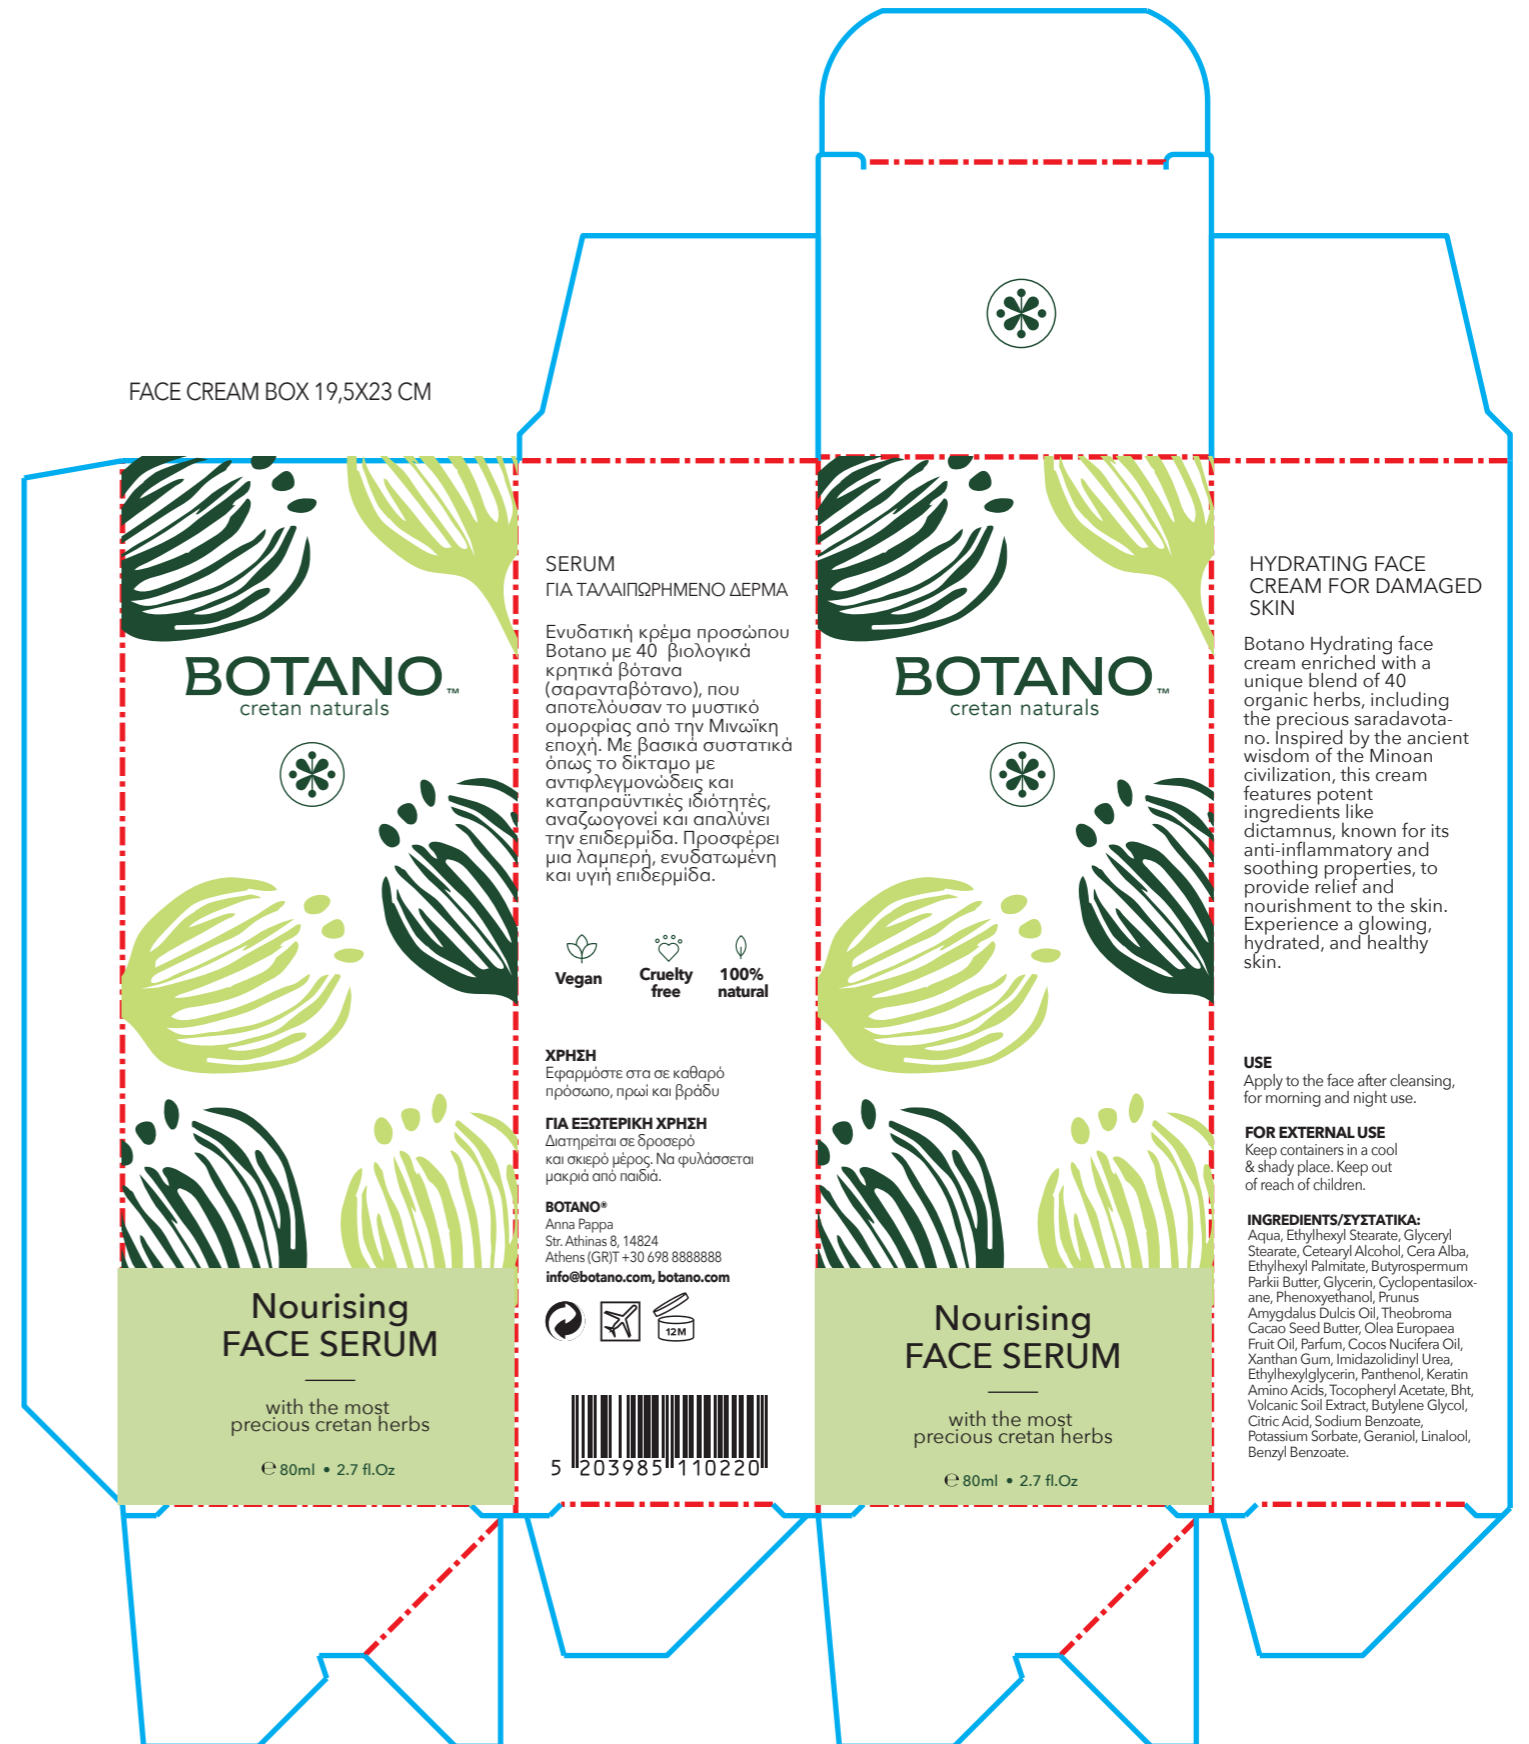 FACE CREAM BOX 19,5X23 CM
BOTANO™
cretan naturals
Nourising
FACE SERUM
with the most
precious cretan herbs
℮ 80ml • 2.7 fl.Oz
SERUM
ΓΙΑ ΤΑΛΑΙΠΩΡΗΜΕΝΟ ΔΕΡΜΑ
Ενυδατική κρέμα προσώπου
Botano με 40 βιολογικά
κρητικά βότανα
(σαρανταβότανο), που
αποτελόυσαν το μυστικό
ομορφίας από την Μινωϊκη
εποχή. Με βασικά συστατικά
όπως το δίκταμο με
αντιφλεγμονώδεις και
καταπραϋντικές ιδιότητές,
αναζωογονεί και απαλύνει
την επιδερμίδα. Προσφέρει
μια λαμπερή, ενυδατωμένη
και υγιή επιδερμίδα.
Vegan
Cruelty
free
100%
natural
ΧΡΗΣΗ
Εφαρμόστε στα σε καθαρό
πρόσωπο, πρωί και βράδυ
ΓΙΑ ΕΞΩΤΕΡΙΚΗ ΧΡΗΣΗ
Διατηρείται σε δροσερό
και σκιερό μέρος. Να φυλάσσεται
μακριά από παιδιά.
BOTANO®
Anna Pappa
Str. Athinas 8, 14824
Athens (GR)T +30 698 8888888
info@botano.com, botano.com
12M
5 203985 110220
BOTANO™
cretan naturals
Nourising
FACE SERUM
with the most
precious cretan herbs
℮ 80ml • 2.7 fl.Oz
HYDRATING FACE
CREAM FOR DAMAGED
SKIN
Botano Hydrating face
cream enriched with a
unique blend of 40
organic herbs, including
the precious saradavota-
no. Inspired by the ancient
wisdom of the Minoan
civilization, this cream
features potent
ingredients like
dictamnus, known for its
anti-inflammatory and
soothing properties, to
provide relief and
nourishment to the skin.
Experience a glowing,
hydrated, and healthy
skin.
USE
Apply to the face after cleansing,
for morning and night use.
FOR EXTERNAL USE
Keep containers in a cool
& shady place. Keep out
of reach of children.
INGREDIENTS/ΣΥΣΤΑΤΙΚΑ:
Aqua, Ethylhexyl Stearate, Glyceryl
Stearate, Cetearyl Alcohol, Cera Alba,
Ethylhexyl Palmitate, Butyrospermum
Parkii Butter, Glycerin, Cyclopentasilox-
ane, Phenoxyethanol, Prunus
Amygdalus Dulcis Oil, Theobroma
Cacao Seed Butter, Olea Europaea
Fruit Oil, Parfum, Cocos Nucifera Oil,
Xanthan Gum, Imidazolidinyl Urea,
Ethylhexylglycerin, Panthenol, Keratin
Amino Acids, Tocopheryl Acetate, Bht,
Volcanic Soil Extract, Butylene Glycol,
Citric Acid, Sodium Benzoate,
Potassium Sorbate, Geraniol, Linalool,
Benzyl Benzoate.